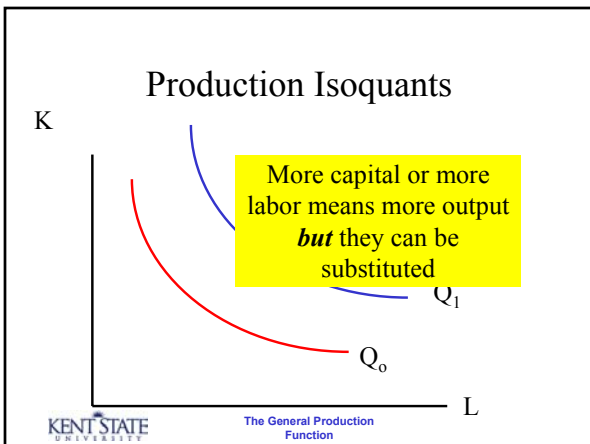 Production Isoquants
K
More capital or more
labor means more output
but they can be
substituted
Q₁
Qₒ
L
KENT STATE
UNIVERSITY
The General Production
Function